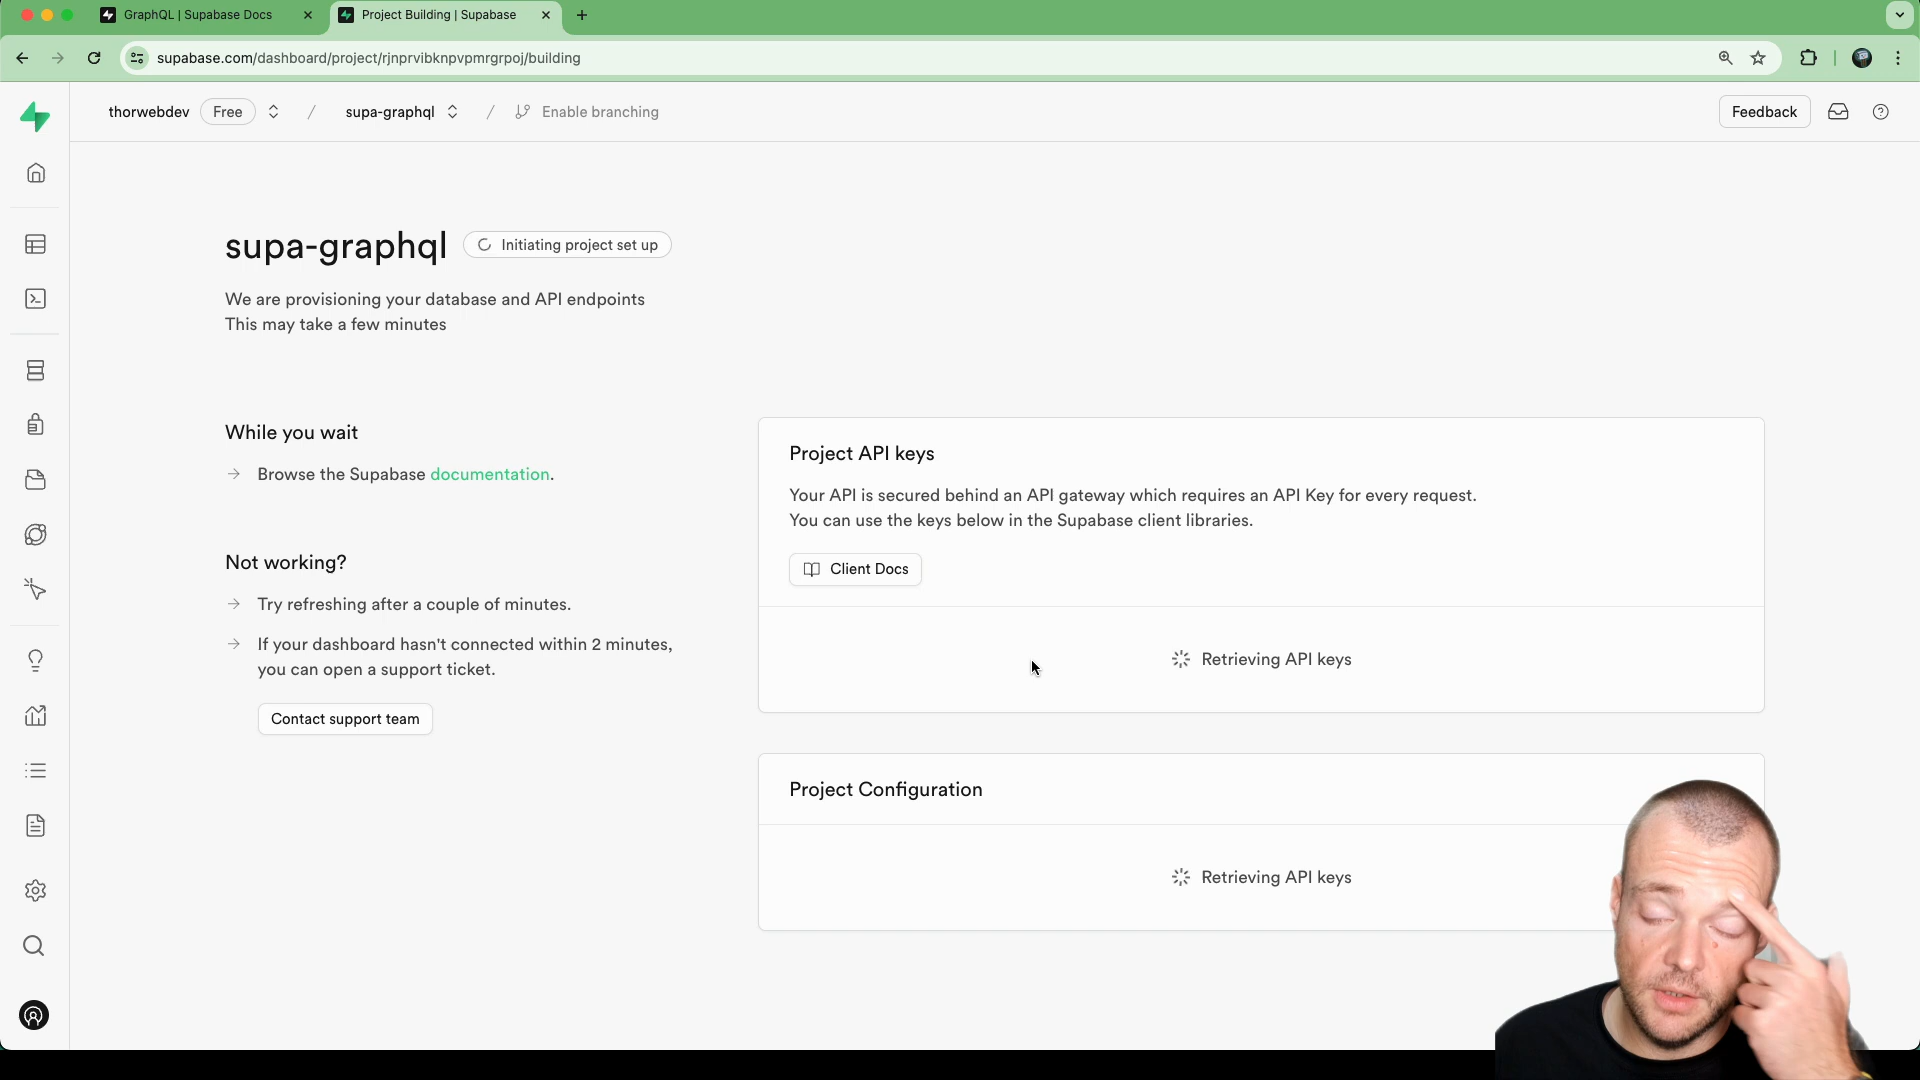 GraphQL | Supabase Docs
Project Building | Supabase
supabase.com/dashboard/project/rjnprvibknpvpmrgrpoj/building
thorwebdev Free / supa-graphql / Enable branching
Feedback
supa-graphql Initiating project set up
We are provisioning your database and API endpoints
This may take a few minutes
While you wait
Browse the Supabase documentation.
Not working?
Try refreshing after a couple of minutes.
If your dashboard hasn't connected within 2 minutes,
you can open a support ticket.
Contact support team
Project API keys
Your API is secured behind an API gateway which requires an API Key for every request.
You can use the keys below in the Supabase client libraries.
Client Docs
Retrieving API keys
Project Configuration
Retrieving API keys